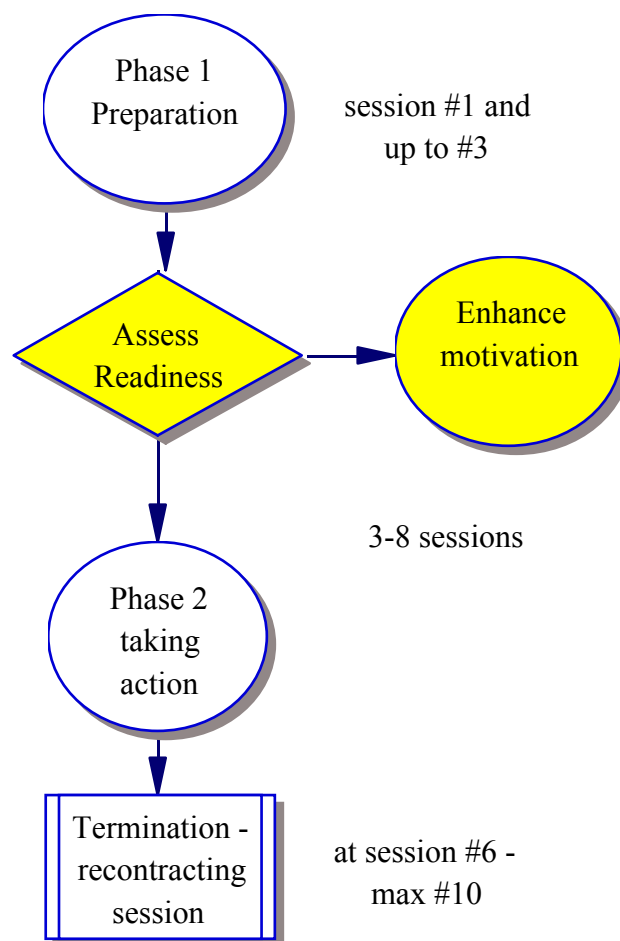 Phase 1
Preparation
session #1 and
up to #3
Assess
Readiness
Enhance
motivation
3-8 sessions
Phase 2
taking
action
Termination -
recontracting
session
at session #6 -
max #10